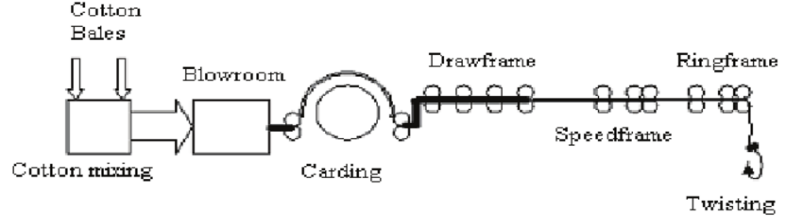 Cotton
Bales
Blowroom
Drawframe
Ringframe
Speedframe
Cotton mixing
Carding
Twisting